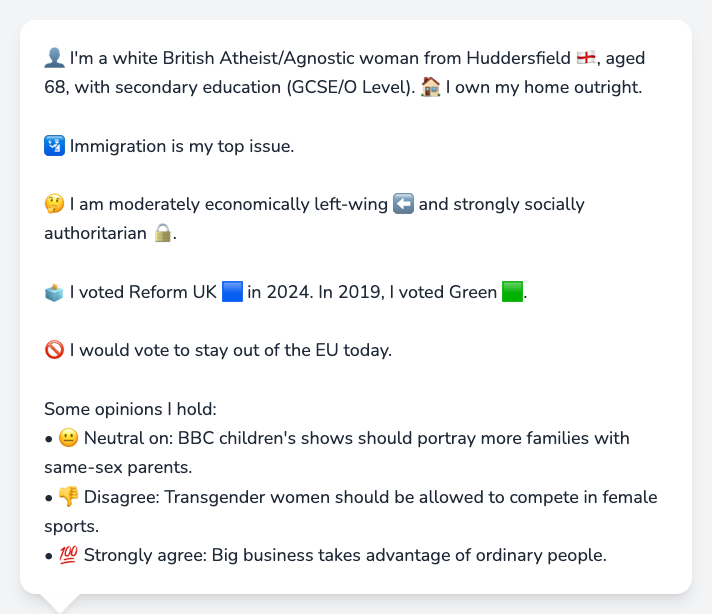 👤 I'm a white British Atheist/Agnostic woman from Huddersfield 🏴󠁧󠁢󠁥󠁮󠁧󠁿, aged
68, with secondary education (GCSE/O Level). 🏠 I own my home outright.
🛂 Immigration is my top issue.
🤔 I am moderately economically left-wing ⬅️ and strongly socially
authoritarian 🔒.
🗳️ I voted Reform UK 🟦 in 2024. In 2019, I voted Green 🟩.
🚫 I would vote to stay out of the EU today.
Some opinions I hold:
• 😐 Neutral on: BBC children's shows should portray more families with
same-sex parents.
• 👎 Disagree: Transgender women should be allowed to compete in female
sports.
• 💯 Strongly agree: Big business takes advantage of ordinary people.